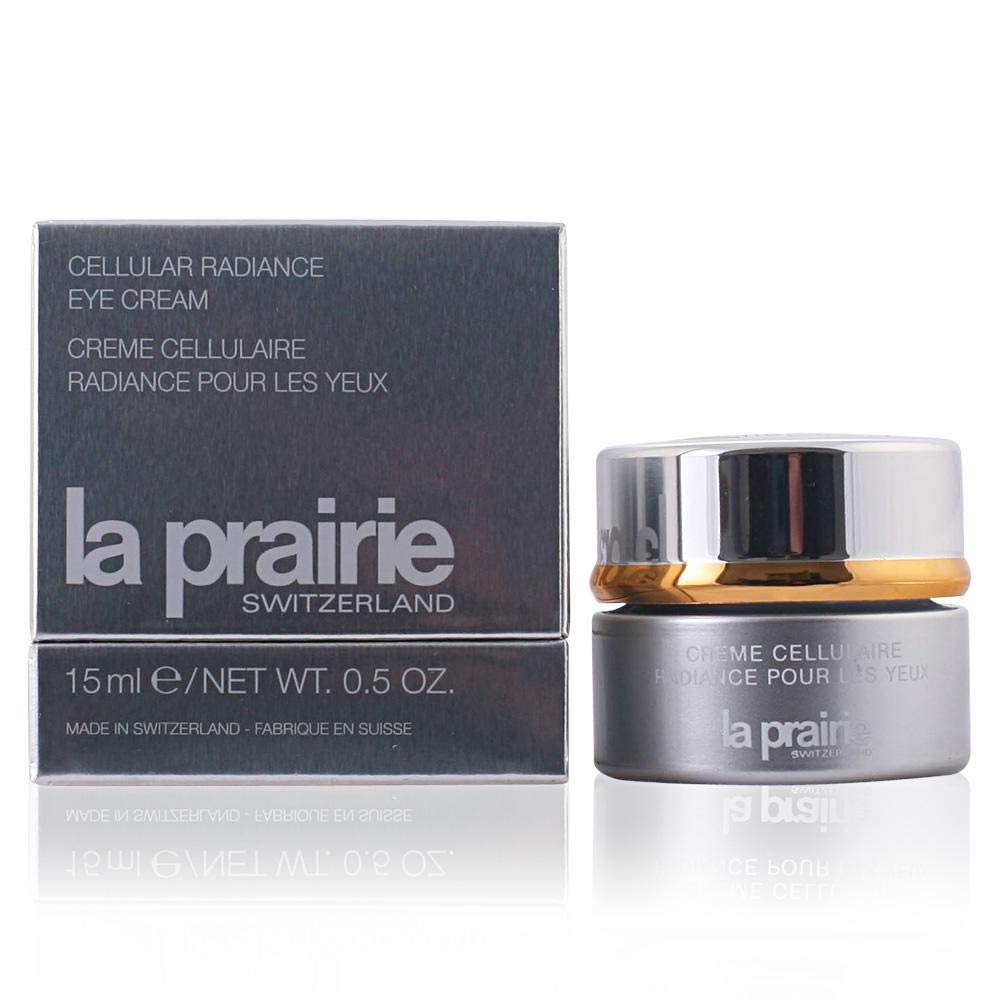 CELLULAR RADIANCE
EYE CREAM
CREME CELLULAIRE
RADIANCE POUR LES YEUX
la prairie
SWITZERLAND
15 ml ℮/NET WT. 0.5 OZ.
MADE IN SWITZERLAND - FABRIQUE EN SUISSE
CREME CELLULAIRE
RADIANCE POUR LES YEUX
la prairie
SWITZERLAND